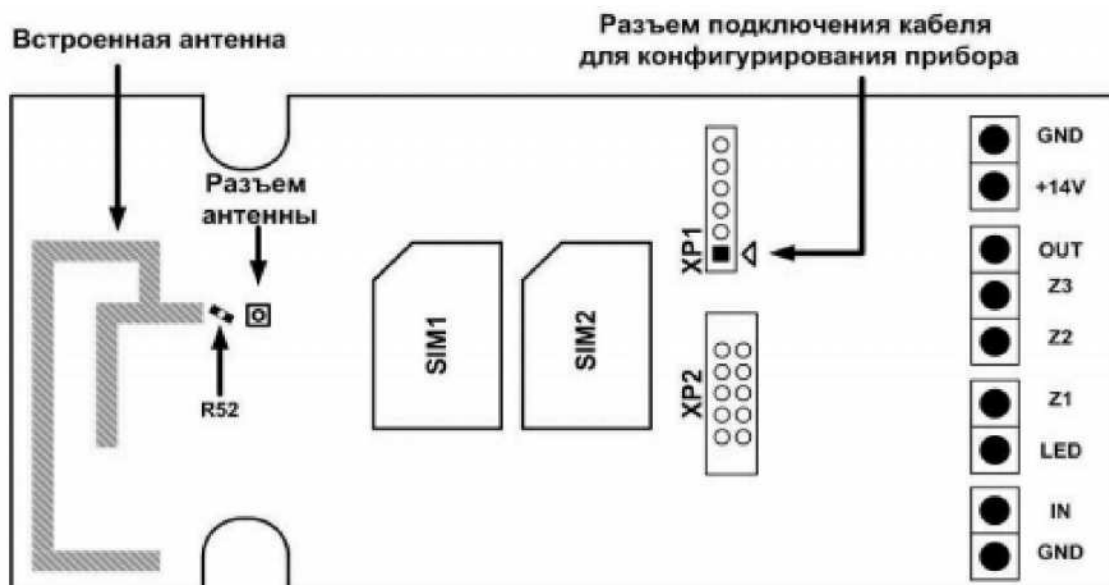 Встроенная антенна
Разъем подключения кабеля
для конфигурирования прибора
Разъем
антенны
R52
SIM1
SIM2
XP1
XP2
GND
+14V
OUT
Z3
Z2
Z1
LED
IN
GND